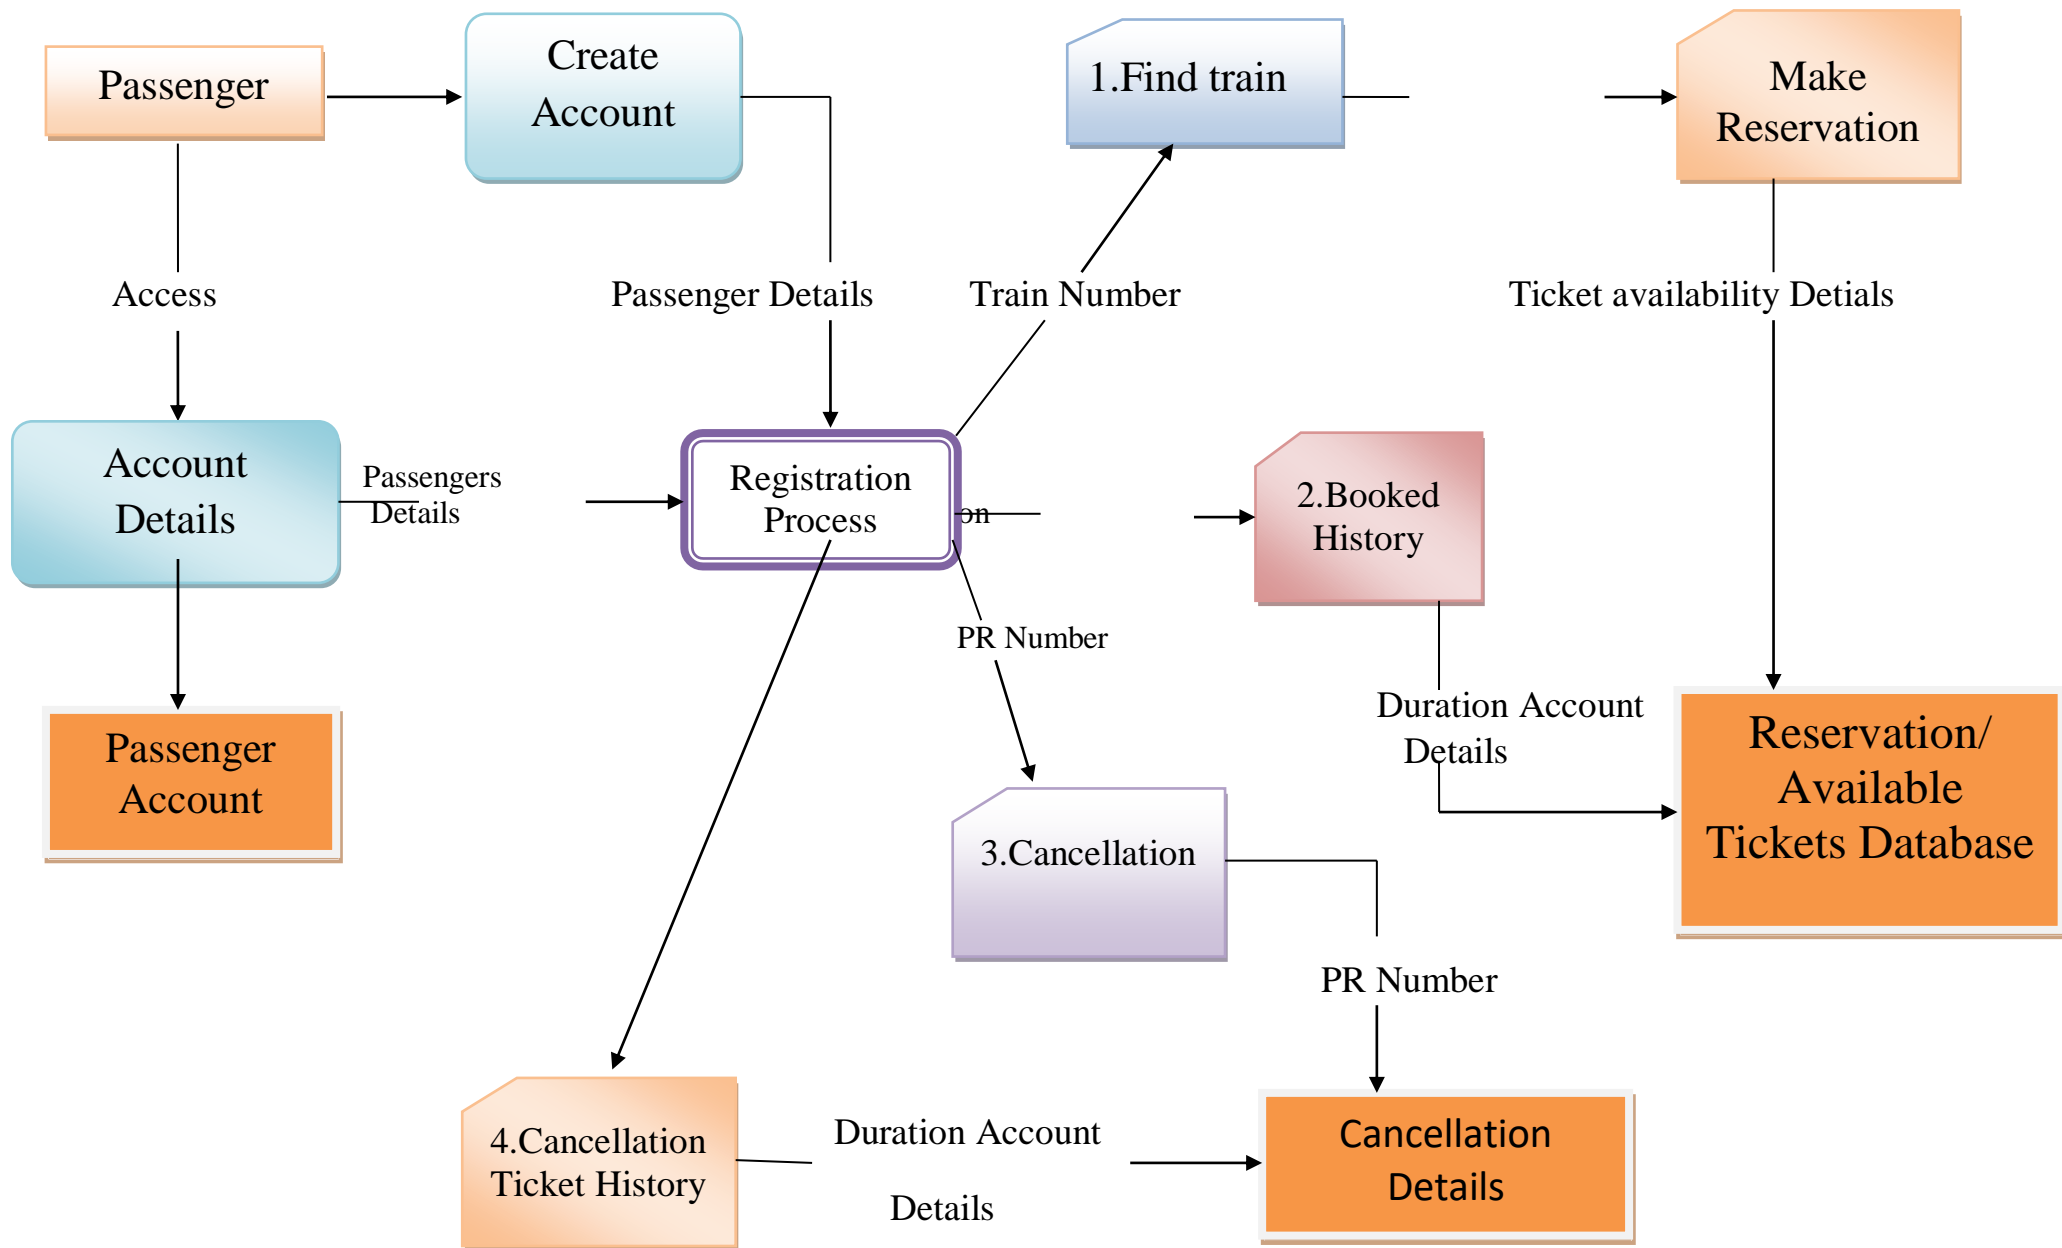 Passenger
Create
Account
1.Find train
Make
Reservation
Access
Passenger Details
Train Number
Ticket availability Detials
Account
Details
Passengers
Details
Registration
Process
on
2.Booked
History
PR Number
Duration Account
Details
Passenger
Account
Reservation/
Available
Tickets Database
3.Cancellation
PR Number
4.Cancellation
Ticket History
Duration Account
Details
Cancellation
Details